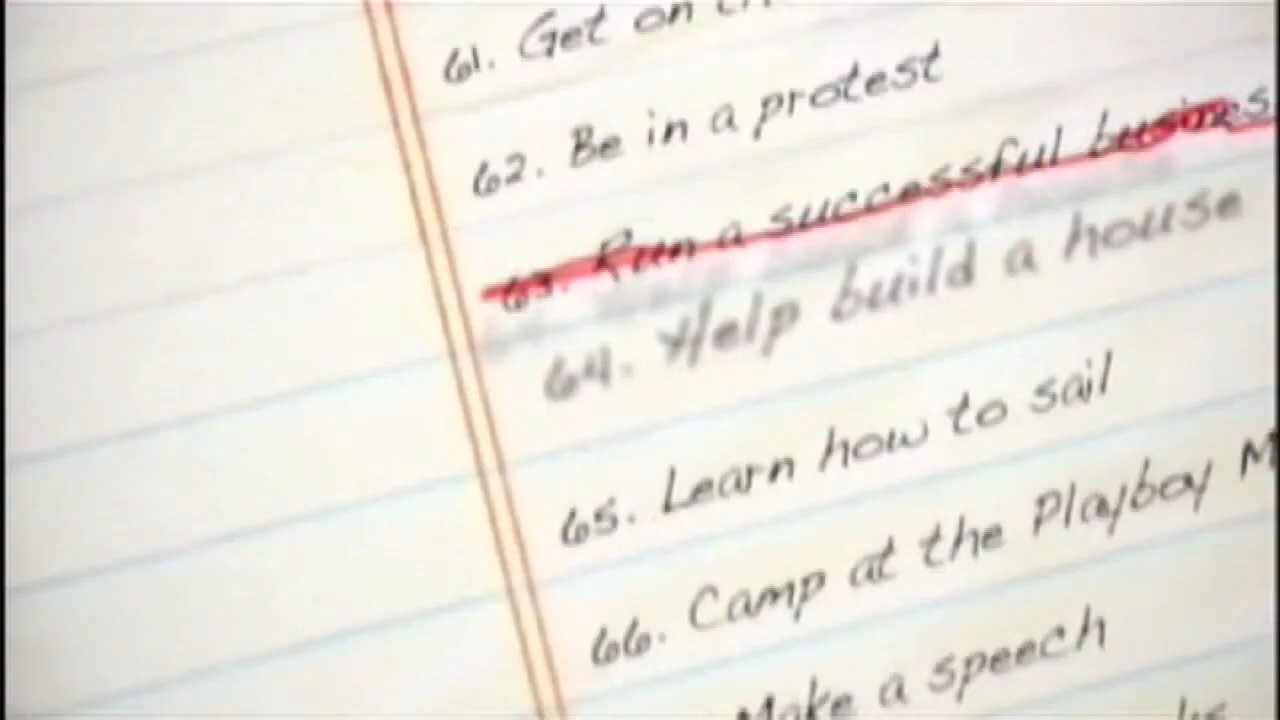 61. Get on
62. Be in a protest
63. Run a successful busines
64. Help build a house
65. Learn how to sail
66. Camp at the Playboy M
Make a speech